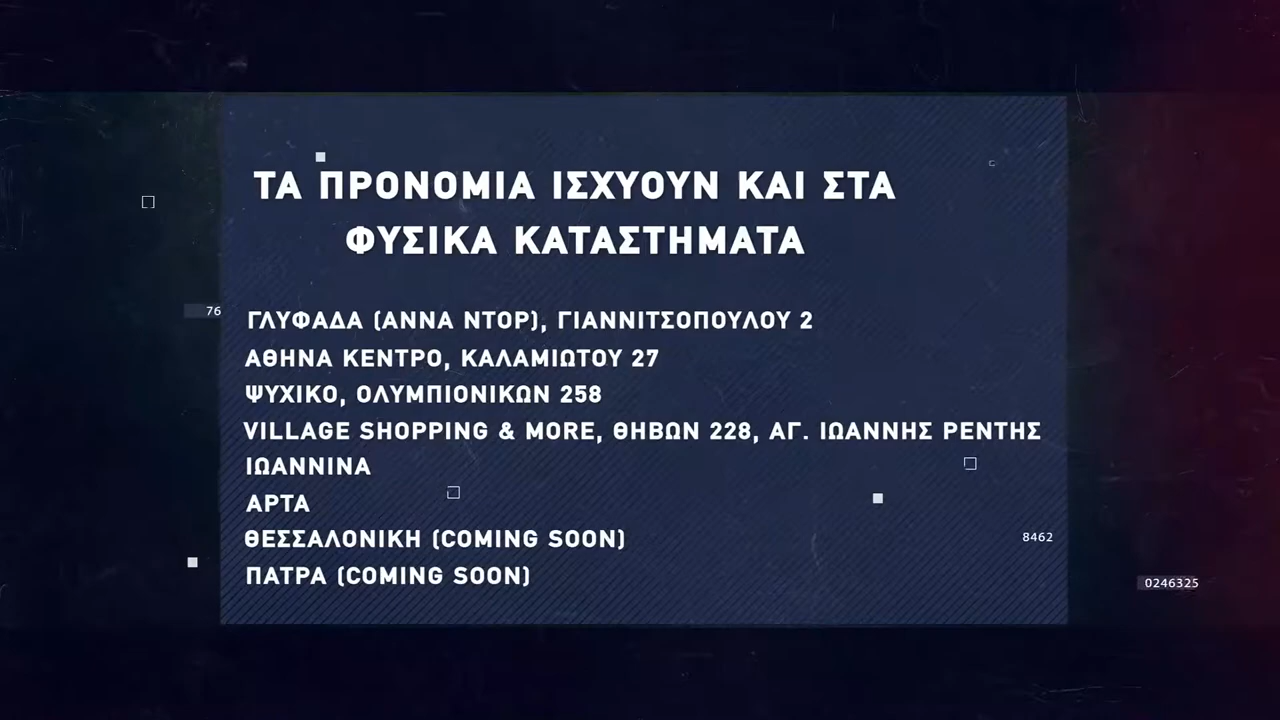 ΤΑ ΠΡΟΝΟΜΙΑ ΙΣΧΥΟΥΝ ΚΑΙ ΣΤΑ
ΦΥΣΙΚΑ ΚΑΤΑΣΤΗΜΑΤΑ
76
ΓΛΥΦΑΔΑ (ΑΝΝΑ ΝΤΟΡ), ΓΙΑΝΝΙΤΣΟΠΟΥΛΟΥ 2
ΑΘΗΝΑ ΚΕΝΤΡΟ, ΚΑΛΑΜΙΩΤΟΥ 27
ΨΥΧΙΚΟ, ΟΛΥΜΠΙΟΝΙΚΩΝ 258
VILLAGE SHOPPING & MORE, ΘΗΒΩΝ 228, ΑΓ. ΙΩΑΝΝΗΣ ΡΕΝΤΗΣ
ΙΩΑΝΝΙΝΑ
ΑΡΤΑ
ΘΕΣΣΑΛΟΝΙΚΗ (COMING SOON)
8462
ΠΑΤΡΑ (COMING SOON)
0246325